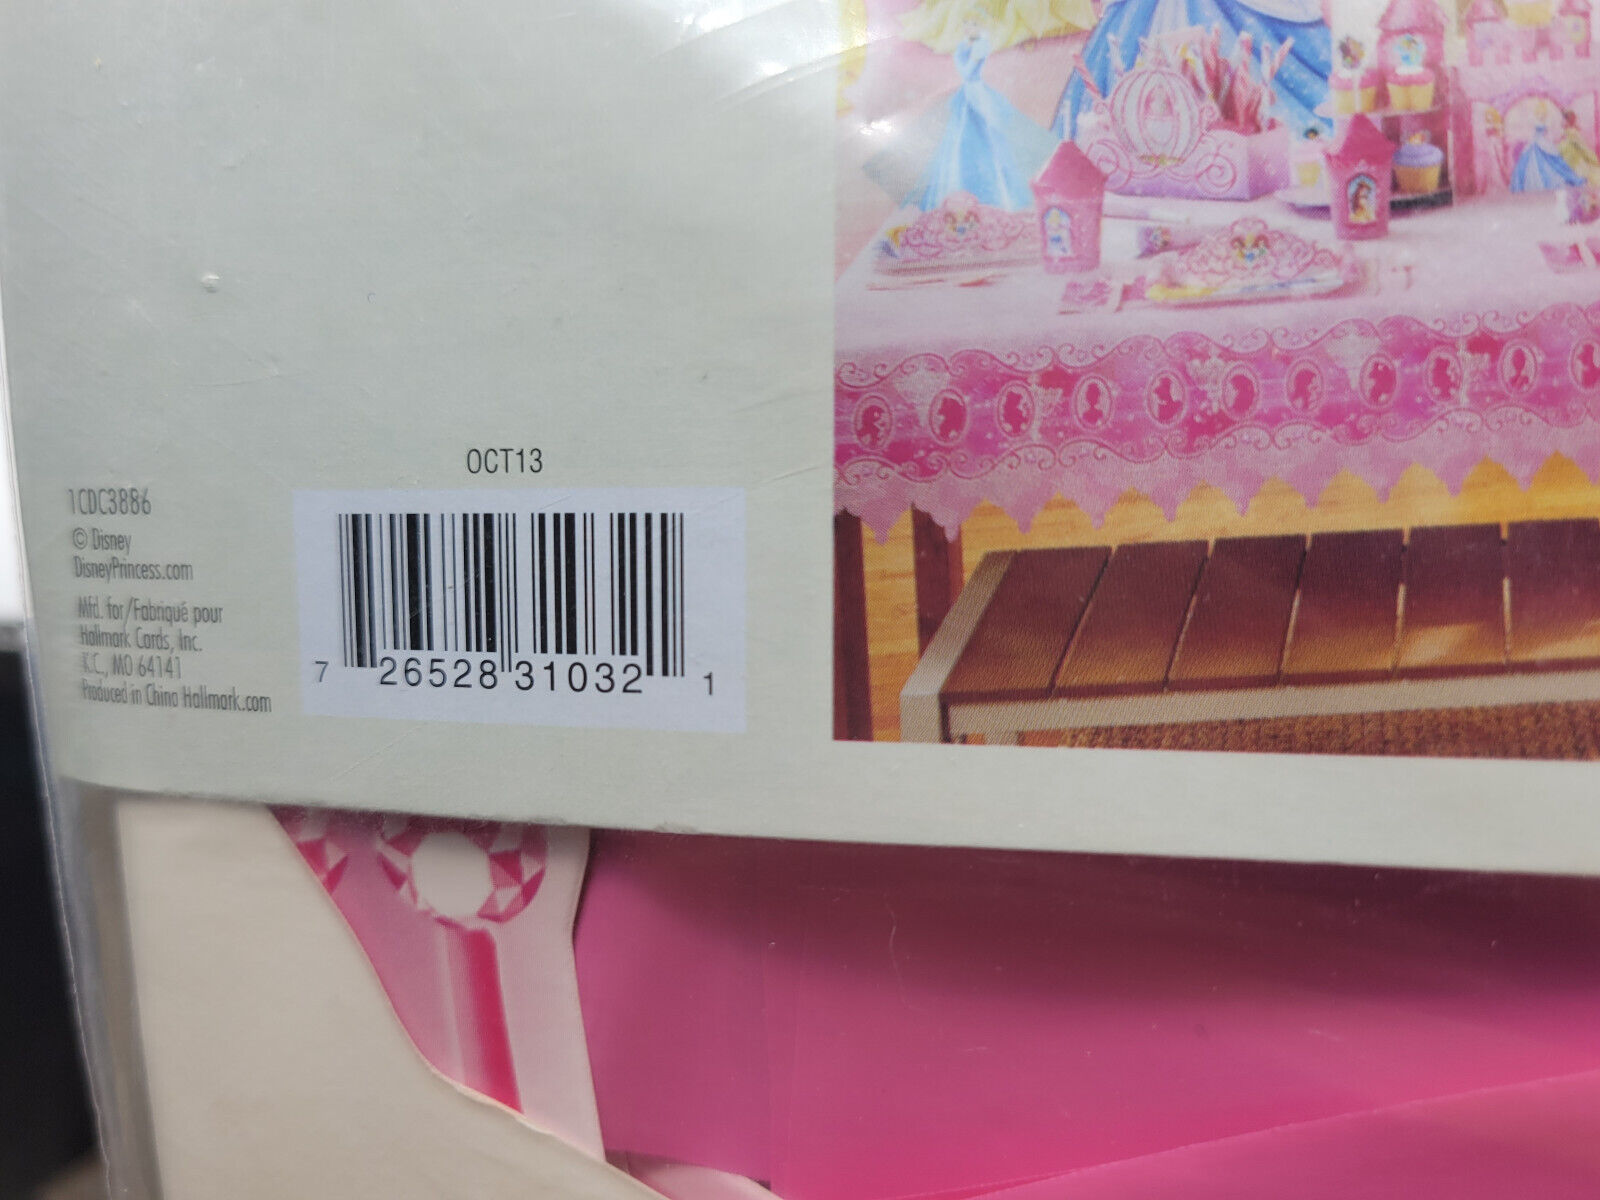 OCT13
1CDC3886
© Disney
DisneyPrincess.com
Mfd. for/Fabriqué pour
Hallmark Cards, Inc.
K.C., MO 64141
Produced in China Hallmark.com
7 26528 31032 1